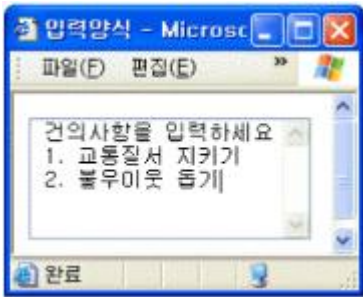 입력양식 - Microsc
파일(F) 편집(E) »
건의사항을 입력하세요
1. 교통질서 지키기
2. 불우이웃 돕기
완료